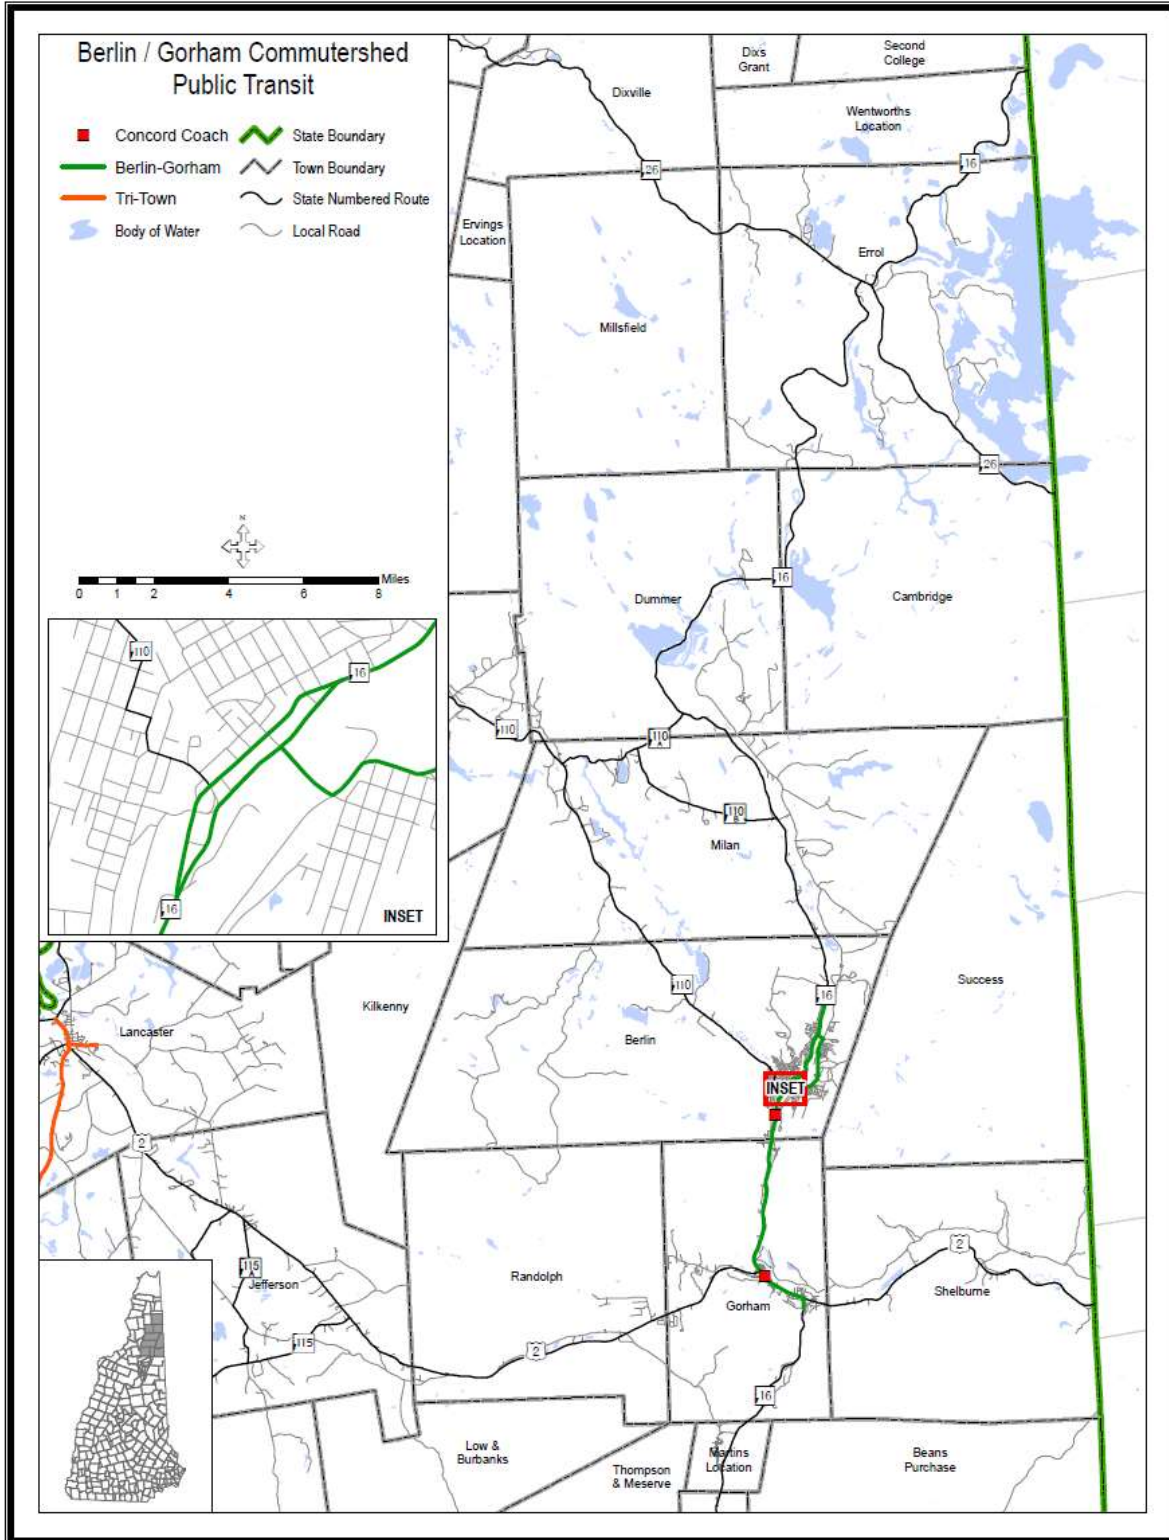 Berlin / Gorham Commutershed
Public Transit
Concord Coach
State Boundary
Berlin-Gorham
Town Boundary
Tri-Town
State Numbered Route
Body of Water
Local Road
Dixs
Grant
Second
College
Dixville
Wentworths
Location
26
16
Ervings
Location
Errol
Millsfield
26
N
Miles
0 1 2 4 6 8
16
Dummer
Cambridge
110
16
16
INSET
110
110
A
110
B
Milan
Success
Kilkenny
110
16
Lancaster
Berlin
INSET
2
2
115
A
Jefferson
Randolph
Gorham
Shelburne
115
2
16
Low &
Burbanks
Thompson
& Meserve
Martins
Location
Beans
Purchase